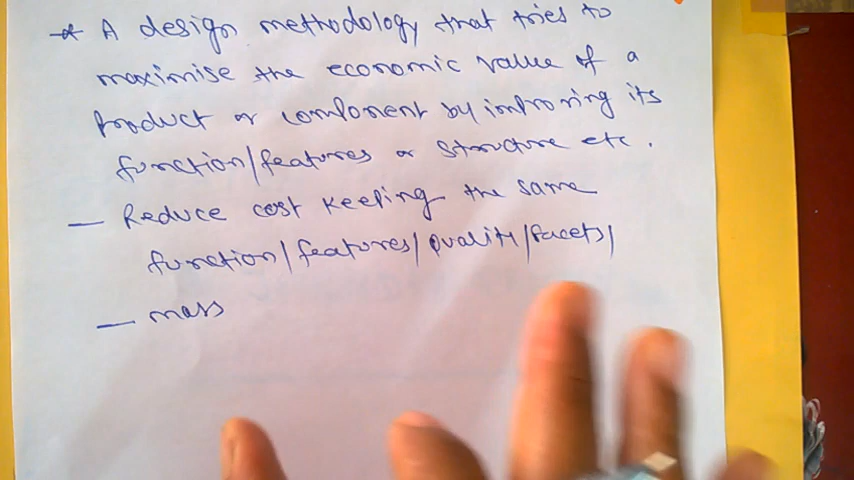 * A design methodology that tries to
maximise the economic value of a
product or component by improving its
function/features or structure etc.
— Reduce cost keeping the same
function/features/quality/facets/
— mass